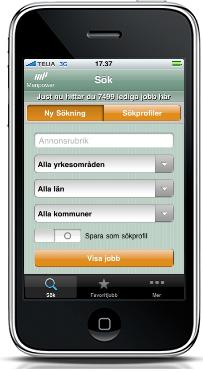 TELIA 3G 17.37
Manpower
Sök
Just nu hittar du 7499 lediga jobb här
Ny Sökning Sökprofiler
Annonsrubrik
Alla yrkesområden
Alla län
Alla kommuner
Spara som sökprofil
Visa jobb
Sök Favoritjobb Mer